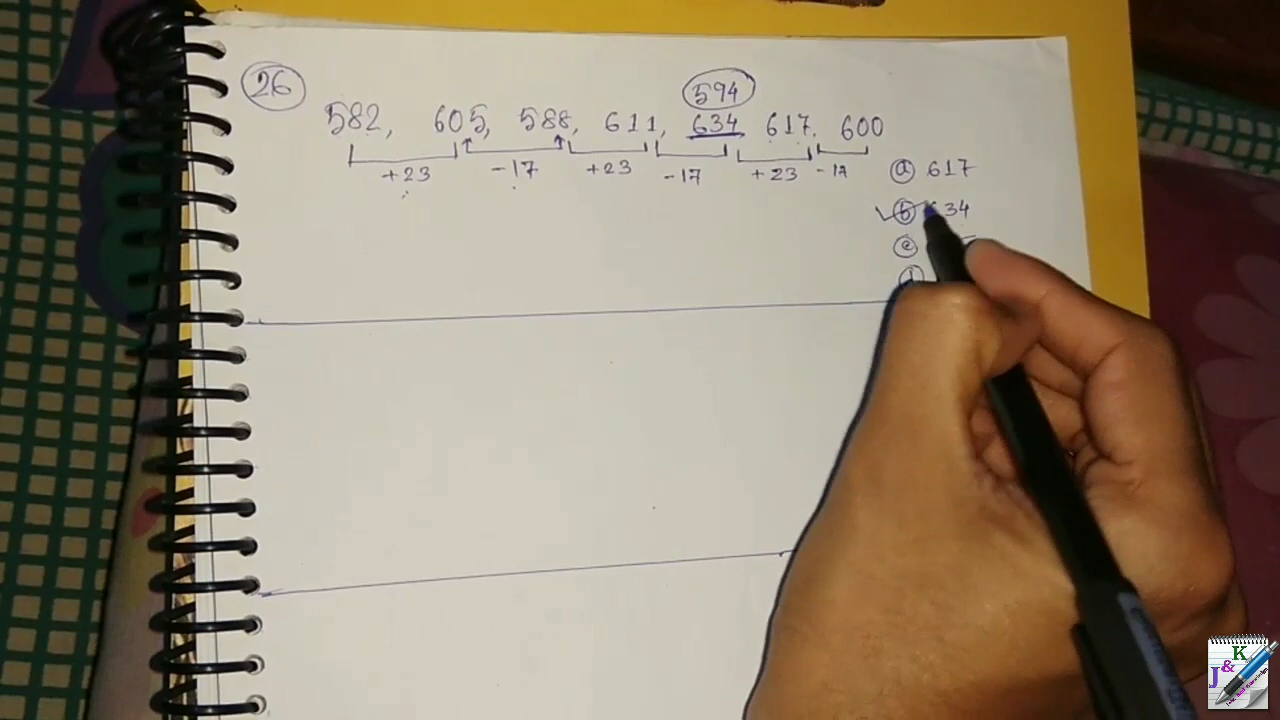 26
594
582, 605, 588, 611, 634 617, 600
+23 -17 +23 -17 +23 -17
ⓐ 617
ⓑ 634
ⓒ
ⓓ
J&K